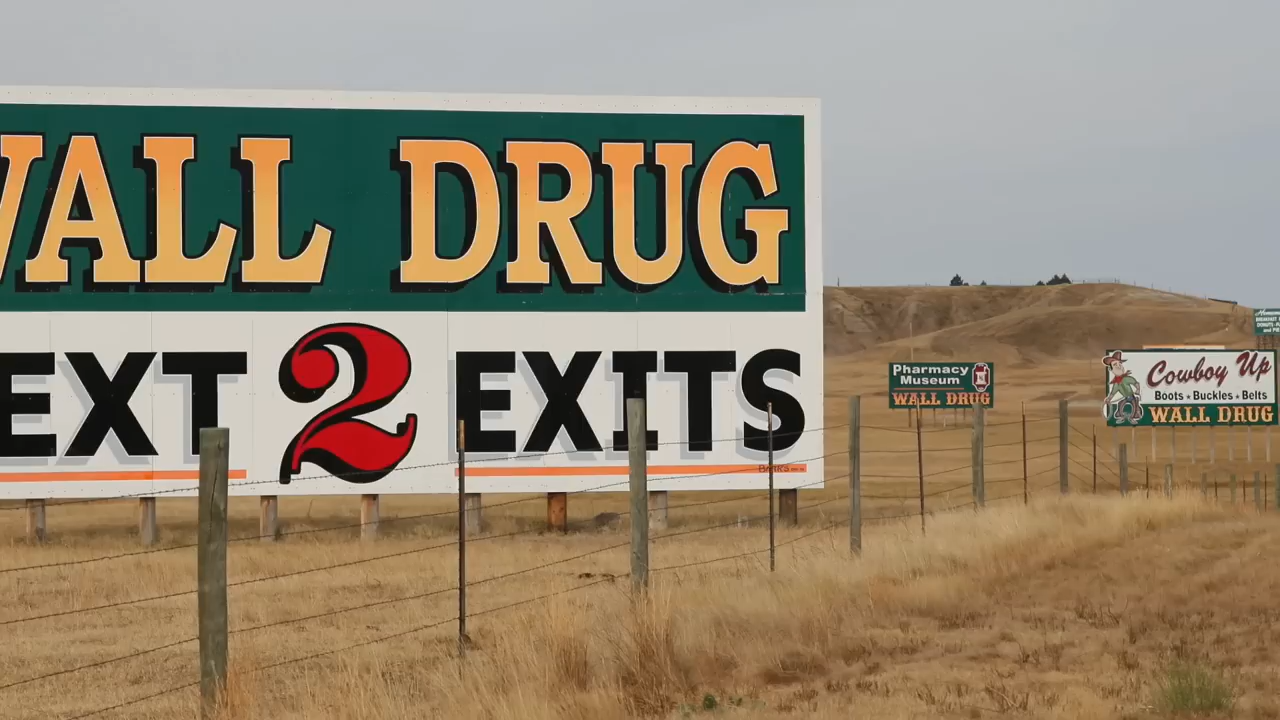 WALL DRUG
EXT 2 EXITS
Pharmacy
Museum
WALL DRUG
Cowboy Up
Boots ★ Buckles ★ Belts
WALL DRUG